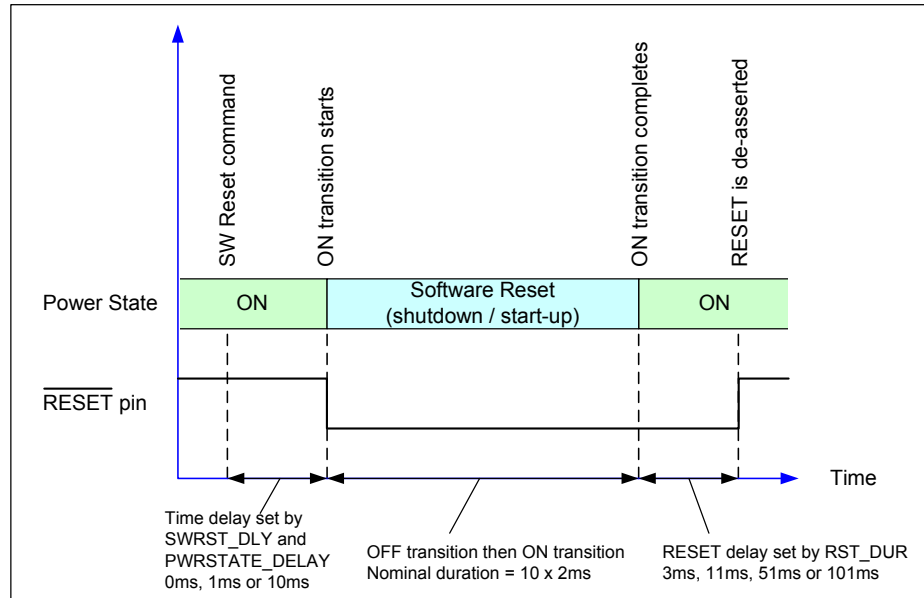 SW Reset command
ON transition starts
ON transition completes
RESET is de-asserted
Power State
ON
Software Reset
(shutdown / start-up)
ON
RESET pin
Time
Time delay set by
SWRST_DLY and
PWRSTATE_DELAY
0ms, 1ms or 10ms
OFF transition then ON transition
Nominal duration = 10 x 2ms
RESET delay set by RST_DUR
3ms, 11ms, 51ms or 101ms